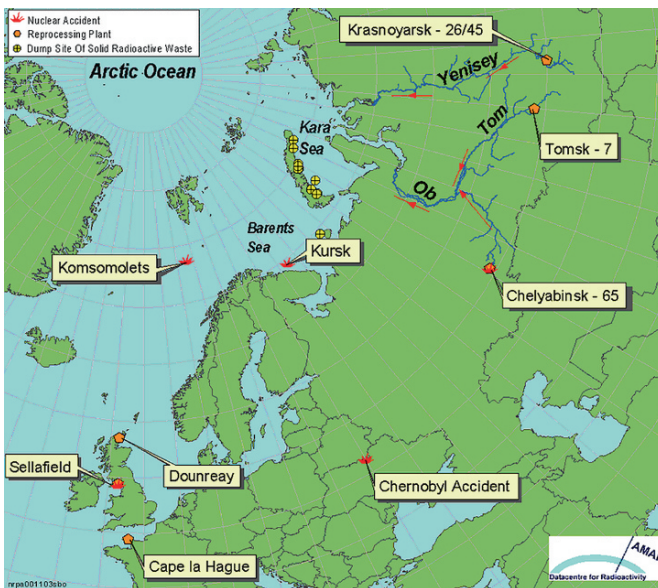 Nuclear Accident
Reprocessing Plant
Dump Site Of Solid Radioactive Waste
Krasnoyarsk - 26/45
Arctic Ocean
Yenisey
Kara
Sea
Tom
Tomsk - 7
Ob
Barents
Sea
Kursk
Komsomolets
Chelyabinsk - 65
Sellafield
Dounreay
Chernobyl Accident
Cape la Hague
AMAP
Datacentre for Radioactivity
nrpa001103sbo